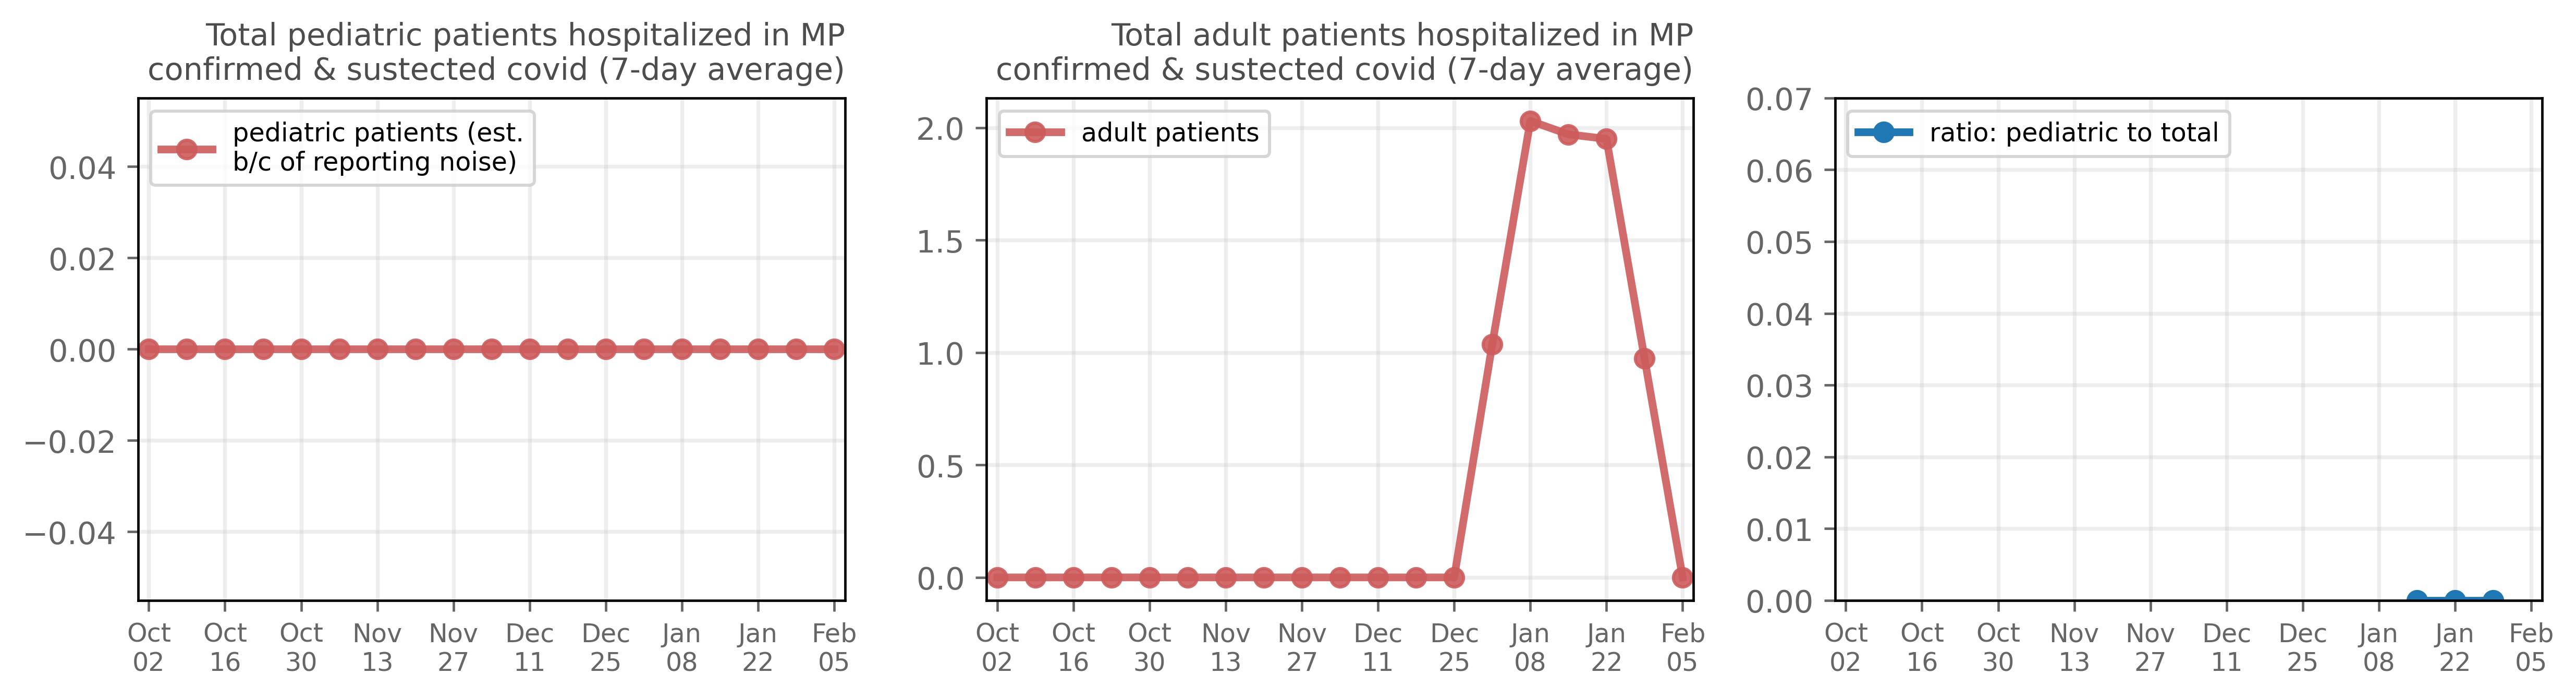 Total pediatric patients hospitalized in MP
confirmed & sustected covid (7-day average)
pediatric patients (est.
b/c of reporting noise)
0.04
0.02
0.00
−0.02
−0.04
Oct Oct Oct Nov Nov Dec Dec Jan Jan Feb
02 16 30 13 27 11 25 08 22 05
Total adult patients hospitalized in MP
confirmed & sustected covid (7-day average)
adult patients
2.0
1.5
1.0
0.5
0.0
Oct Oct Oct Nov Nov Dec Dec Jan Jan Feb
02 16 30 13 27 11 25 08 22 05
ratio: pediatric to total
0.07
0.06
0.05
0.04
0.03
0.02
0.01
0.00
Oct Oct Oct Nov Nov Dec Dec Jan Jan Feb
02 16 30 13 27 11 25 08 22 05